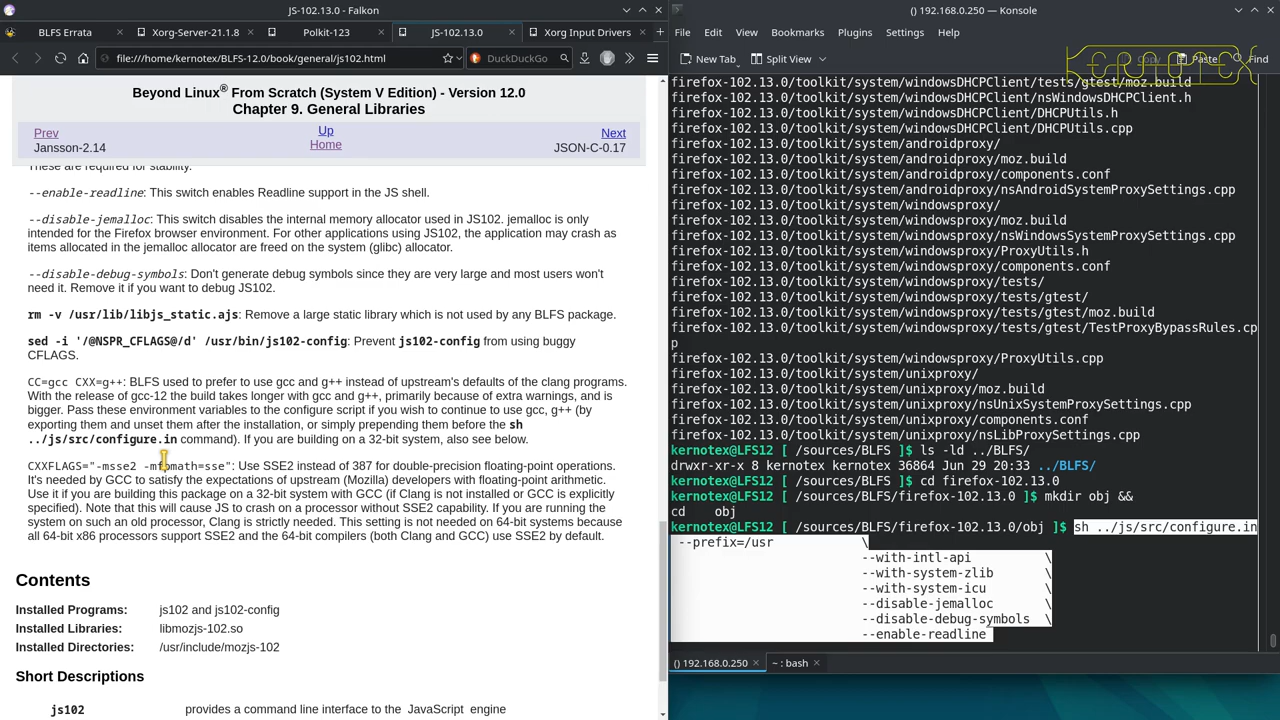 JS-102.13.0 - Falkon
BLFS Errata
Xorg-Server-21.1.8
Polkit-123
JS-102.13.0
Xorg Input Drivers
file:///home/kernotex/BLFS-12.0/book/general/js102.html
DuckDuckGo
Beyond Linux® From Scratch (System V Edition) - Version 12.0
Chapter 9. General Libraries
Prev
Up
Next
Jansson-2.14
Home
JSON-C-0.17
These are required for stability.
--enable-readline: This switch enables Readline support in the JS shell.
--disable-jemalloc: This switch disables the internal memory allocator used in JS102. jemalloc is only
intended for the Firefox browser environment. For other applications using JS102, the application may crash as
items allocated in the jemalloc allocator are freed on the system (glibc) allocator.
--disable-debug-symbols: Don't generate debug symbols since they are very large and most users won't
need it. Remove it if you want to debug JS102.
rm -v /usr/lib/libjs_static.ajs: Remove a large static library which is not used by any BLFS package.
sed -i '/@NSPR_CFLAGS@/d' /usr/bin/js102-config: Prevent js102-config from using buggy
CFLAGS.
CC=gcc CXX=g++: BLFS used to prefer to use gcc and g++ instead of upstream's defaults of the clang programs.
With the release of gcc-12 the build takes longer with gcc and g++, primarily because of extra warnings, and is
bigger. Pass these environment variables to the configure script if you wish to continue to use gcc, g++ (by
exporting them and unset them after the installation, or simply prepending them before the sh
../js/src/configure.in command). If you are building on a 32-bit system, also see below.
CXXFLAGS="-msse2 -mfpmath=sse": Use SSE2 instead of 387 for double-precision floating-point operations.
It's needed by GCC to satisfy the expectations of upstream (Mozilla) developers with floating-point arithmetic.
Use it if you are building this package on a 32-bit system with GCC (if Clang is not installed or GCC is explicitly
specified). Note that this will cause JS to crash on a processor without SSE2 capability. If you are running the
system on such an old processor, Clang is strictly needed. This setting is not needed on 64-bit systems because
all 64-bit x86 processors support SSE2 and the 64-bit compilers (both Clang and GCC) use SSE2 by default.
Contents
Installed Programs: js102 and js102-config
Installed Libraries: libmozjs-102.so
Installed Directories: /usr/include/mozjs-102
Short Descriptions
js102 provides a command line interface to the JavaScript engine
() 192.168.0.250 — Konsole
File Edit View Bookmarks Plugins Settings Help
New Tab Split View Copy Paste Find
KERNOTEX
firefox-102.13.0/toolkit/system/windowsDHCPClient/tests/gtest/moz.build
firefox-102.13.0/toolkit/system/windowsDHCPClient/nsWindowsDHCPClient.h
firefox-102.13.0/toolkit/system/windowsDHCPClient/DHCPUtils.h
firefox-102.13.0/toolkit/system/windowsDHCPClient/DHCPUtils.cpp
firefox-102.13.0/toolkit/system/androidproxy/
firefox-102.13.0/toolkit/system/androidproxy/moz.build
firefox-102.13.0/toolkit/system/androidproxy/components.conf
firefox-102.13.0/toolkit/system/androidproxy/nsAndroidSystemProxySettings.cpp
firefox-102.13.0/toolkit/system/windowsproxy/
firefox-102.13.0/toolkit/system/windowsproxy/moz.build
firefox-102.13.0/toolkit/system/windowsproxy/nsWindowsSystemProxySettings.cpp
firefox-102.13.0/toolkit/system/windowsproxy/ProxyUtils.h
firefox-102.13.0/toolkit/system/windowsproxy/components.conf
firefox-102.13.0/toolkit/system/windowsproxy/tests/
firefox-102.13.0/toolkit/system/windowsproxy/tests/gtest/
firefox-102.13.0/toolkit/system/windowsproxy/tests/gtest/moz.build
firefox-102.13.0/toolkit/system/windowsproxy/tests/gtest/TestProxyBypassRules.cp
p
firefox-102.13.0/toolkit/system/windowsproxy/ProxyUtils.cpp
firefox-102.13.0/toolkit/system/unixproxy/
firefox-102.13.0/toolkit/system/unixproxy/moz.build
firefox-102.13.0/toolkit/system/unixproxy/nsUnixSystemProxySettings.cpp
firefox-102.13.0/toolkit/system/unixproxy/components.conf
firefox-102.13.0/toolkit/system/unixproxy/nsLibProxySettings.cpp
kernotex@LFS12 [ /sources/BLFS ]$ ls -ld ../BLFS/
drwxr-xr-x 8 kernotex kernotex 36864 Jun 29 20:33 ../BLFS/
kernotex@LFS12 [ /sources/BLFS ]$ cd firefox-102.13.0
kernotex@LFS12 [ /sources/BLFS/firefox-102.13.0 ]$ mkdir obj &&
cd    obj
kernotex@LFS12 [ /sources/BLFS/firefox-102.13.0/obj ]$ sh ../js/src/configure.in
--prefix=/usr \
--with-intl-api \
--with-system-zlib \
--with-system-icu \
--disable-jemalloc \
--disable-debug-symbols \
--enable-readline
() 192.168.0.250
~ : bash